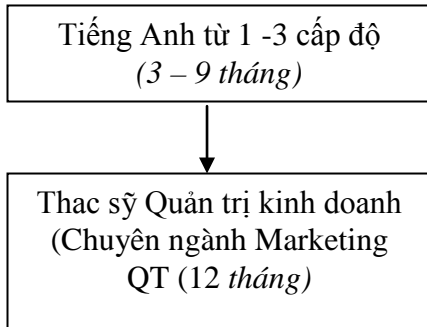 Tiếng Anh từ 1 -3 cấp độ
(3 – 9 tháng)
Thac sỹ Quản trị kinh doanh
(Chuyên ngành Marketing
QT (12 tháng)